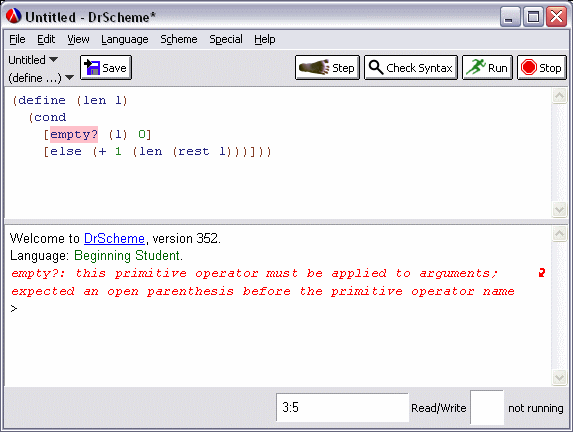 Untitled - DrScheme*
File Edit View Language Scheme Special Help
Untitled
(define ...)
Save
Step
Check Syntax
Run
Stop
(define (len l)
(cond
[empty? (l) 0]
[else (+ 1 (len (rest l)))]))
Welcome to DrScheme, version 352.
Language: Beginning Student.
empty?: this primitive operator must be applied to arguments;
expected an open parenthesis before the primitive operator name
>
3:5
Read/Write
not running